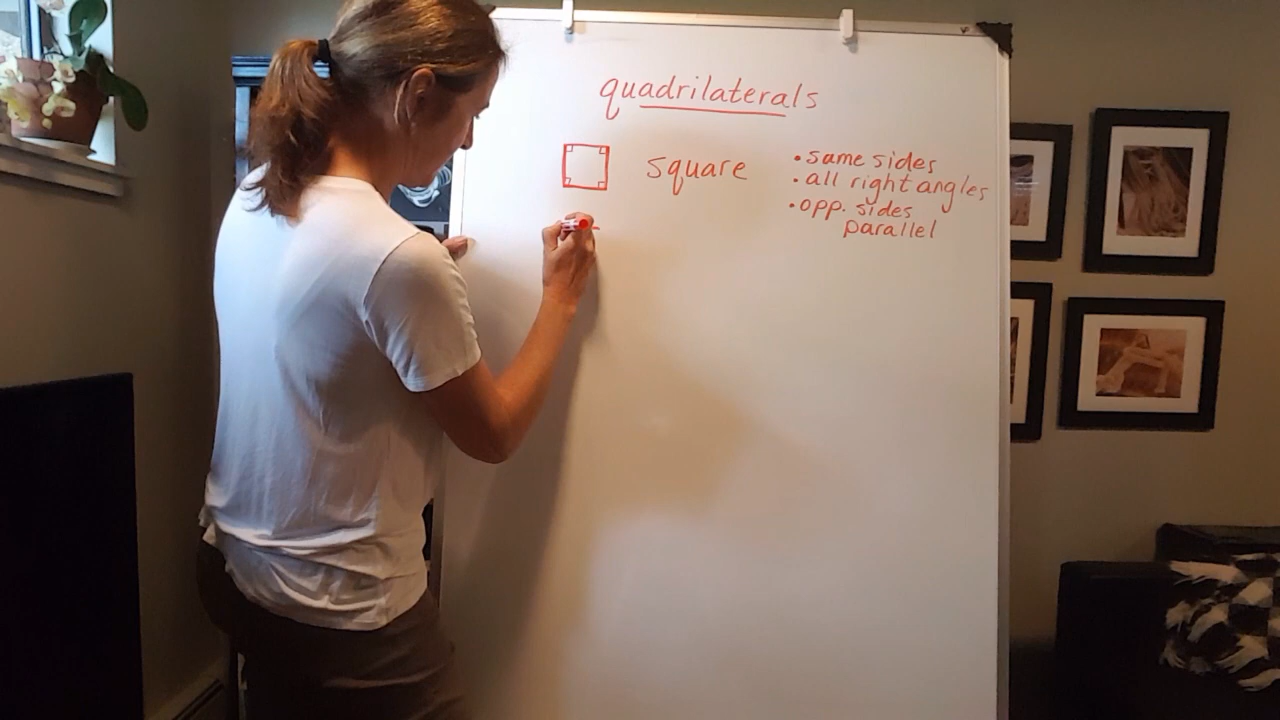 quadrilaterals
square
• same sides
• all right angles
• opp. sides
parallel